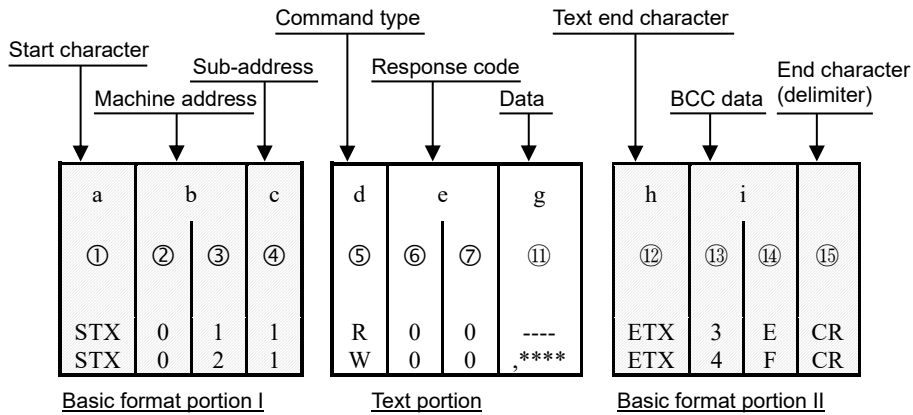 Command type
Text end character
Start character
Sub-address
Response code
End character
(delimiter)
Machine address
Data
BCC data
a b c d e g h i
① ② ③ ④ ⑤ ⑥ ⑦ ⑪ ⑫ ⑬ ⑭ ⑮
STX 0 1 1 R 0 0 ---- ETX 3 E CR
STX 0 2 1 W 0 0 ,**** ETX 4 F CR
Basic format portion I
Text portion
Basic format portion II